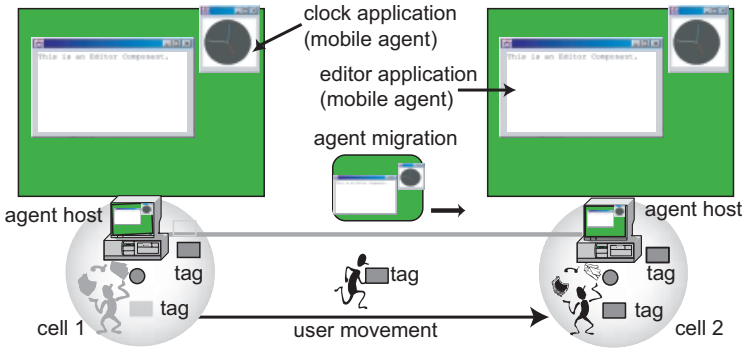 clock application
(mobile agent)
This is an Editor Component.
editor application
(mobile agent)
This is an Editor Component.
agent migration
agent host
agent host
tag
tag
tag
tag
tag
cell 1
user movement
cell 2